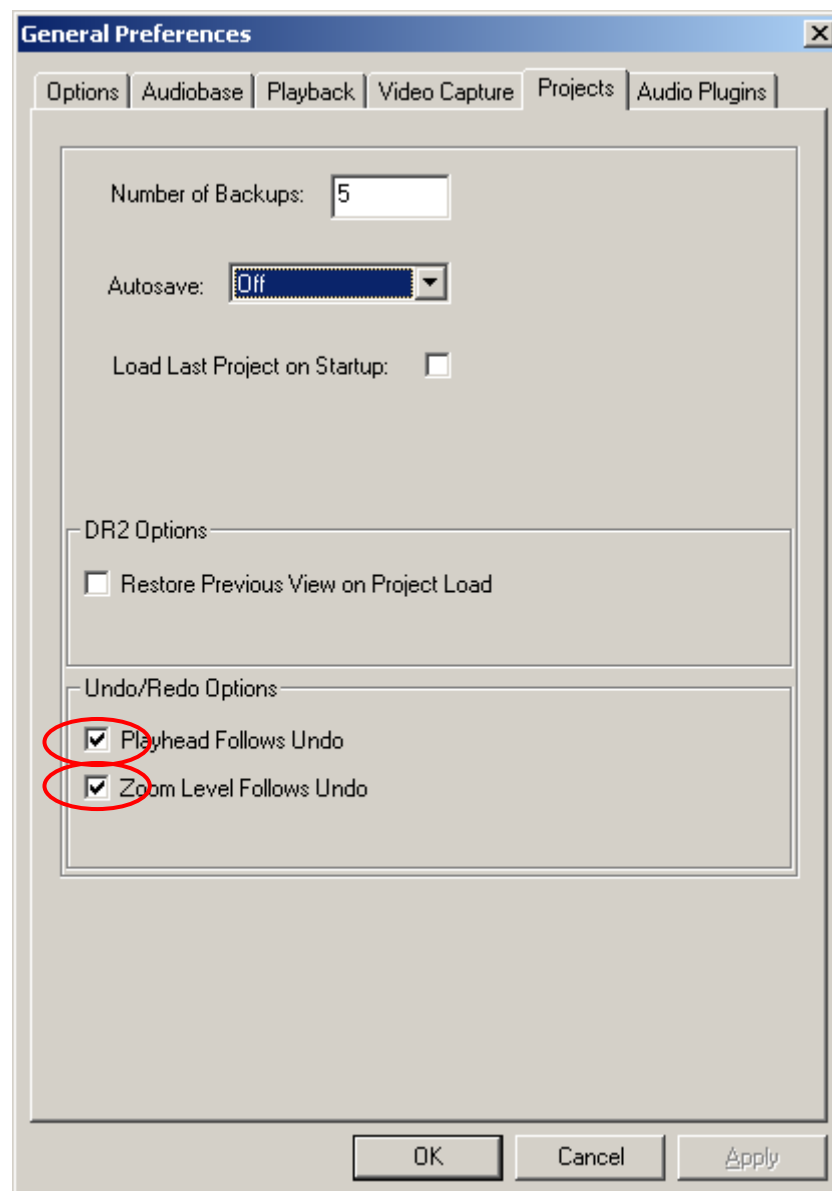 General Preferences
Options Audiobase Playback Video Capture Projects Audio Plugins
Number of Backups: 5
Autosave: Off
Load Last Project on Startup:
DR2 Options
Restore Previous View on Project Load
Undo/Redo Options
Playhead Follows Undo
Zoom Level Follows Undo
OK Cancel Apply